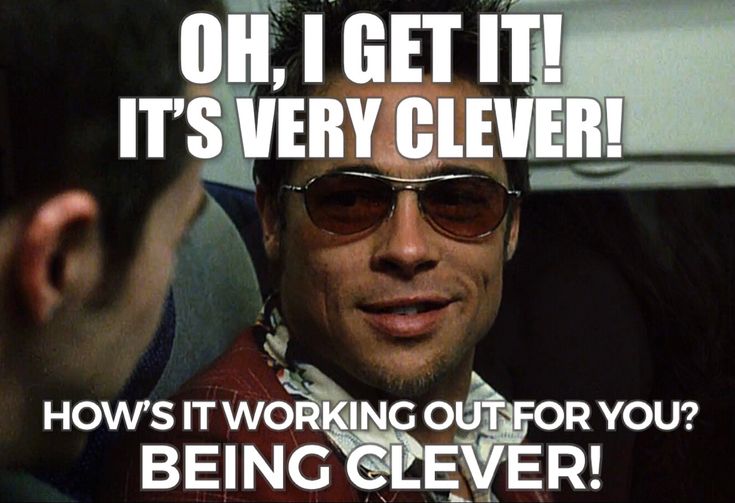 OH, I GET IT!
IT'S VERY CLEVER!
HOW'S IT WORKING OUT FOR YOU?
BEING CLEVER!